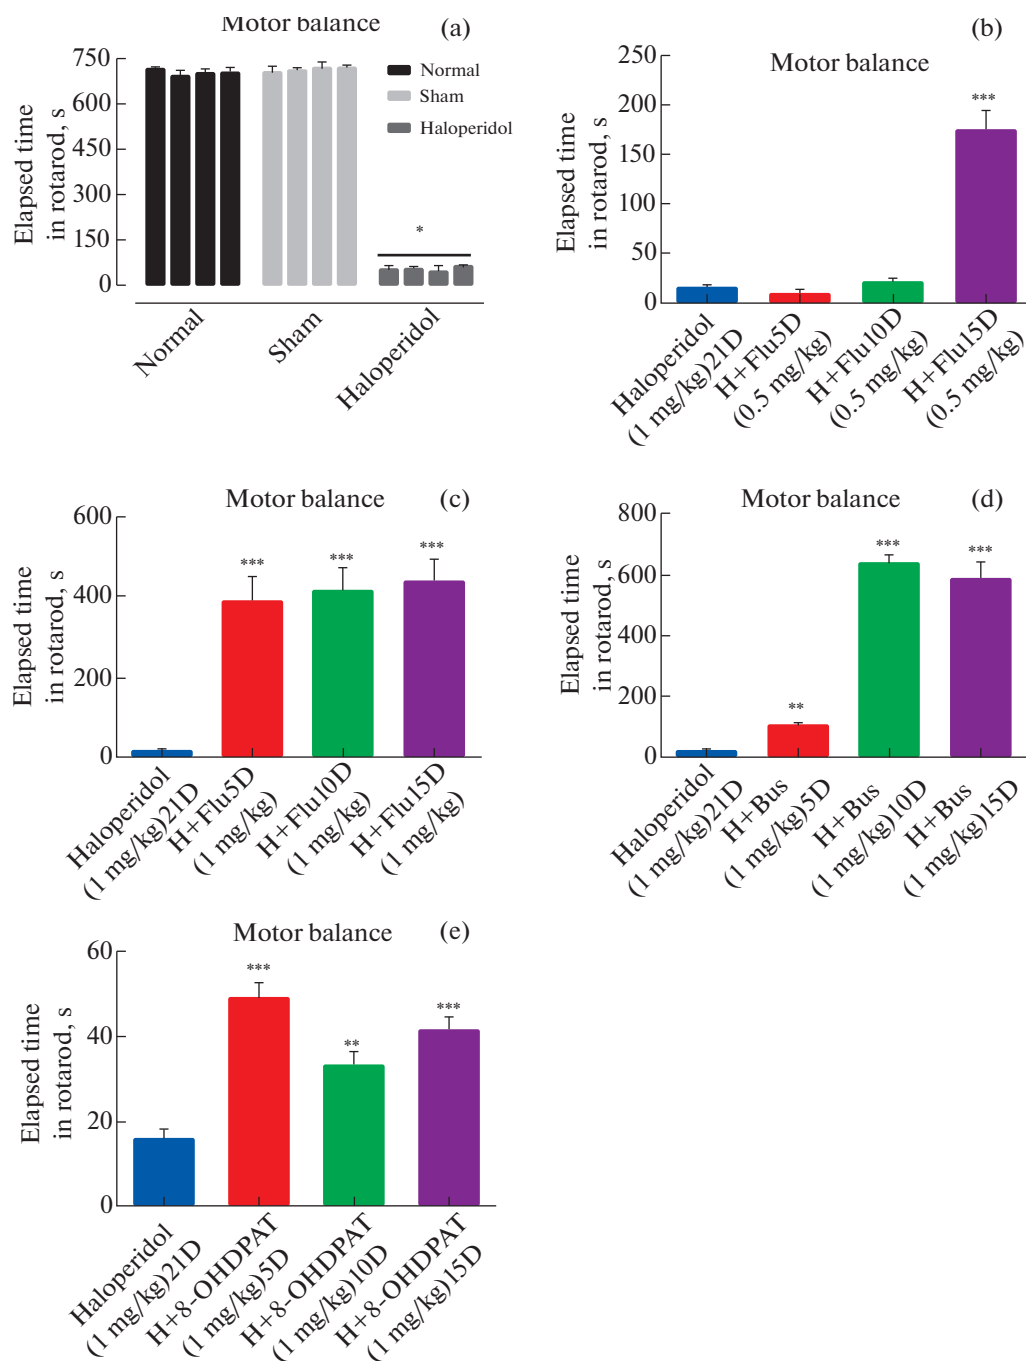 Motor balance
(a)
750
600
450
300
150
0
Elapsed time
in rotarod, s
Normal
Sham
Haloperidol
*
Normal
Sham
Haloperidol
(b)
Motor balance
250
200
150
100
50
0
Elapsed time
in rotarod, s
***
Haloperidol
(1 mg/kg)21D
H+Flu5D
(0.5 mg/kg)
H+Flu10D
(0.5 mg/kg)
H+Flu15D
(0.5 mg/kg)
Motor balance
(c)
600
400
200
0
Elapsed time
in rotarod, s
***
***
***
Haloperidol
(1 mg/kg)21D
H+Flu5D
(1 mg/kg)
H+Flu10D
(1 mg/kg)
H+Flu15D
(1 mg/kg)
Motor balance
(d)
800
600
400
200
0
Elapsed time
in rotarod, s
**
***
***
Haloperidol
(1 mg/kg)21D
H+Bus
(1 mg/kg)5D
H+Bus
(1 mg/kg)10D
H+Bus
(1 mg/kg)15D
Motor balance
(e)
60
40
20
0
Elapsed time
in rotarod, s
***
**
***
Haloperidol
(1 mg/kg)21D
H+8-OHDPAT
(1 mg/kg)5D
H+8-OHDPAT
(1 mg/kg)10D
H+8-OHDPAT
(1 mg/kg)15D